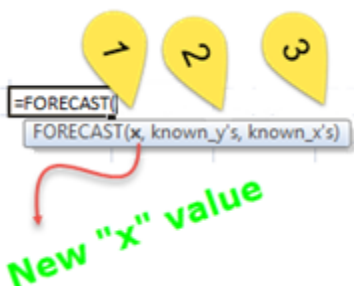 1 2 3
=FORECAST(
FORECAST(x, known_y's, known_x's)
New "x" value